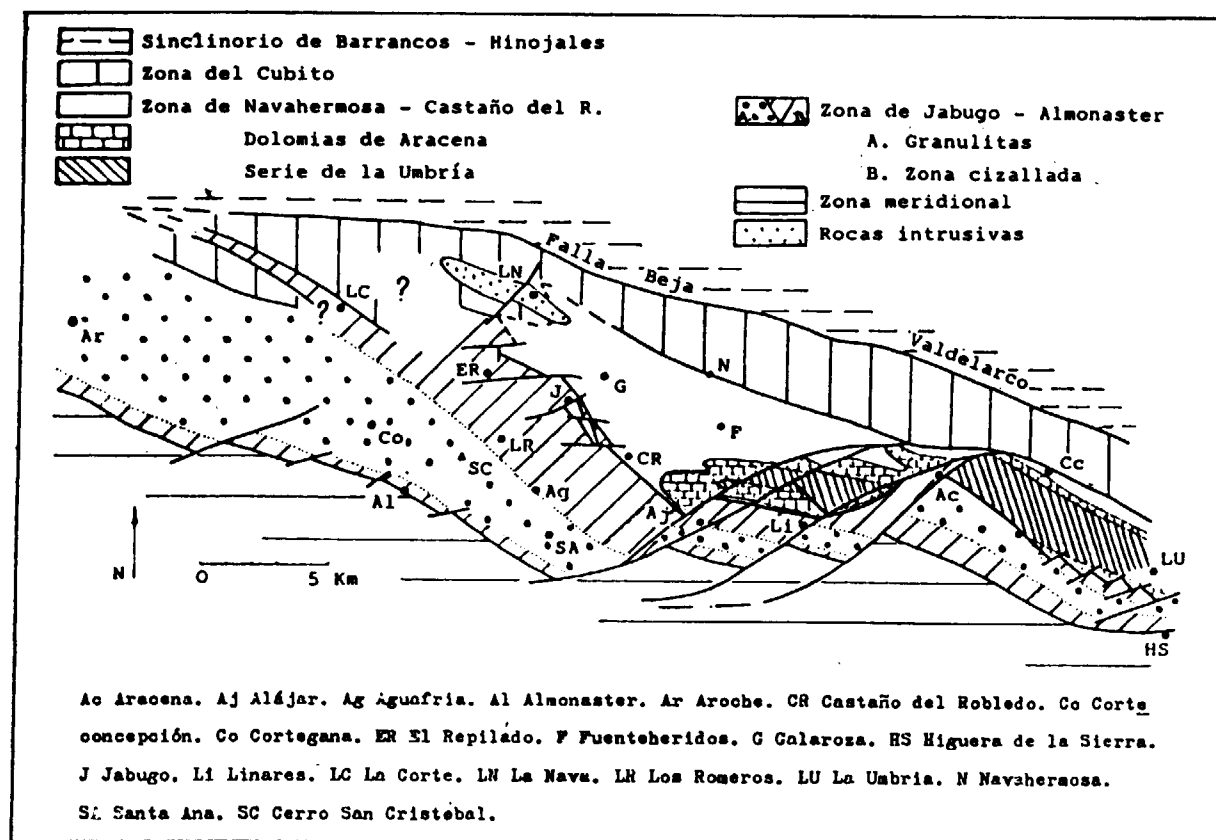 Sinclinorio de Barrancos - Hinojales
Zona del Cubito
Zona de Navahermosa - Castaño del R.
Dolomias de Aracena
Serie de la Umbría
A. B.
Zona de Jabugo - Almonaster
A. Granulitas
B. Zona cizallada
Zona meridional
Rocas intrusivas
Falla Beja Valdelarco
LN
LC
?
?
Ar
N
ER
G
J
F
Co
LR
CR
SC
Cc
Ag
Al
Aj
Li
Ac
SA
LU
HS
N
0 5 Km
Ac Aracena. Aj Alájar. Ag Aguafria. Al Almonaster. Ar Aroche. CR Castaño del Robledo. Cc Corte
concepción. Co Cortegana. ER El Repilado. F Fuenteheridos. G Galaroza. HS Higuera de la Sierra.
J Jabugo. Li Linares. LC La Corte. LN La Nava. LR Los Romeros. LU La Umbria. N Navahermosa.
SA Santa Ana. SC Cerro San Cristobal.